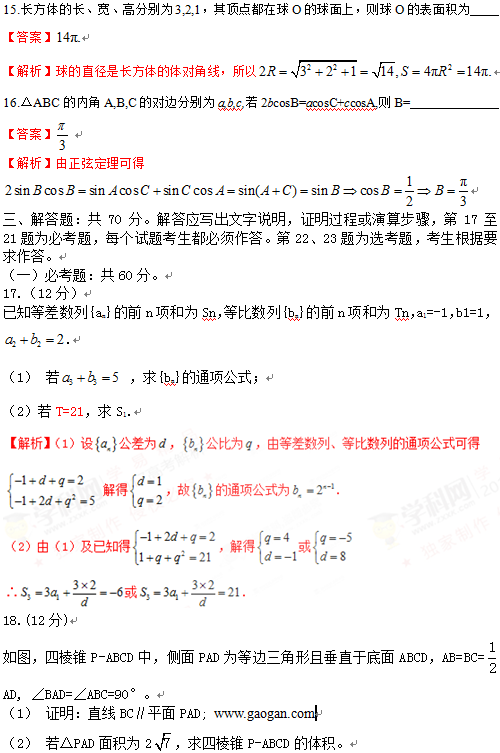 15.长方体的长、宽、高分别为3,2,1，其顶点都在球O的球面上，则球O的表面积为____
【答案】14π.
【解析】球的直径是长方体的体对角线，所以 2R = √(3² + 2² + 1) = √14, S = 4πR² = 14π.
16.△ABC的内角A,B,C的对边分别为a,b,c,若2bcosB=acosC+ccosA,则B=____________
【答案】π/3
【解析】由正弦定理可得
2sin B cos B = sin A cos C + sin C cos A = sin(A + C) = sin B ⇒ cos B = 1/2 ⇒ B = π/3
三、解答题：共 70 分。解答应写出文字说明，证明过程或演算步骤，第 17 至
21题为必考题，每个试题考生都必须作答。第 22、23题为选考题，考生根据要
求作答。
（一）必考题：共60分。
17.（12分）
已知等差数列{aₙ}的前n项和为Sn,等比数列{bₙ}的前n项和为Tn,a₁=-1,b1=1,
a₂ + b₂ = 2.
（1） 若 a₃ + b₃ = 5 ，求{bₙ}的通项公式；
（2）若T=21，求S₁.
【解析】（1）设{aₙ}公差为d，{bₙ}公比为q，由等差数列、等比数列的通项公式可得
{-1 + d + q = 2 -1 + 2d + q² = 5 解得 {d = 1 q = 2，故{bₙ}的通项公式为 bₙ = 2ⁿ⁻¹.
（2）由（1）及已知得 {-1 + 2d + q = 2 1 + q + q² = 21，解得 {q = 4 d = -1 或 {q = -5 d = 8
∴ S₃ = 3a₁ + 3×2/d = -6 或 S₃ = 3a₁ + 3×2/d = 21.
18.(12分)
如图，四棱锥P-ABCD中，侧面PAD为等边三角形且垂直于底面ABCD，AB=BC=1/2
AD, ∠BAD=∠ABC=90°。
（1） 证明：直线BC∥平面PAD; www.gaogan.com
（2） 若△PAD面积为2√7，求四棱锥P-ABCD的体积。